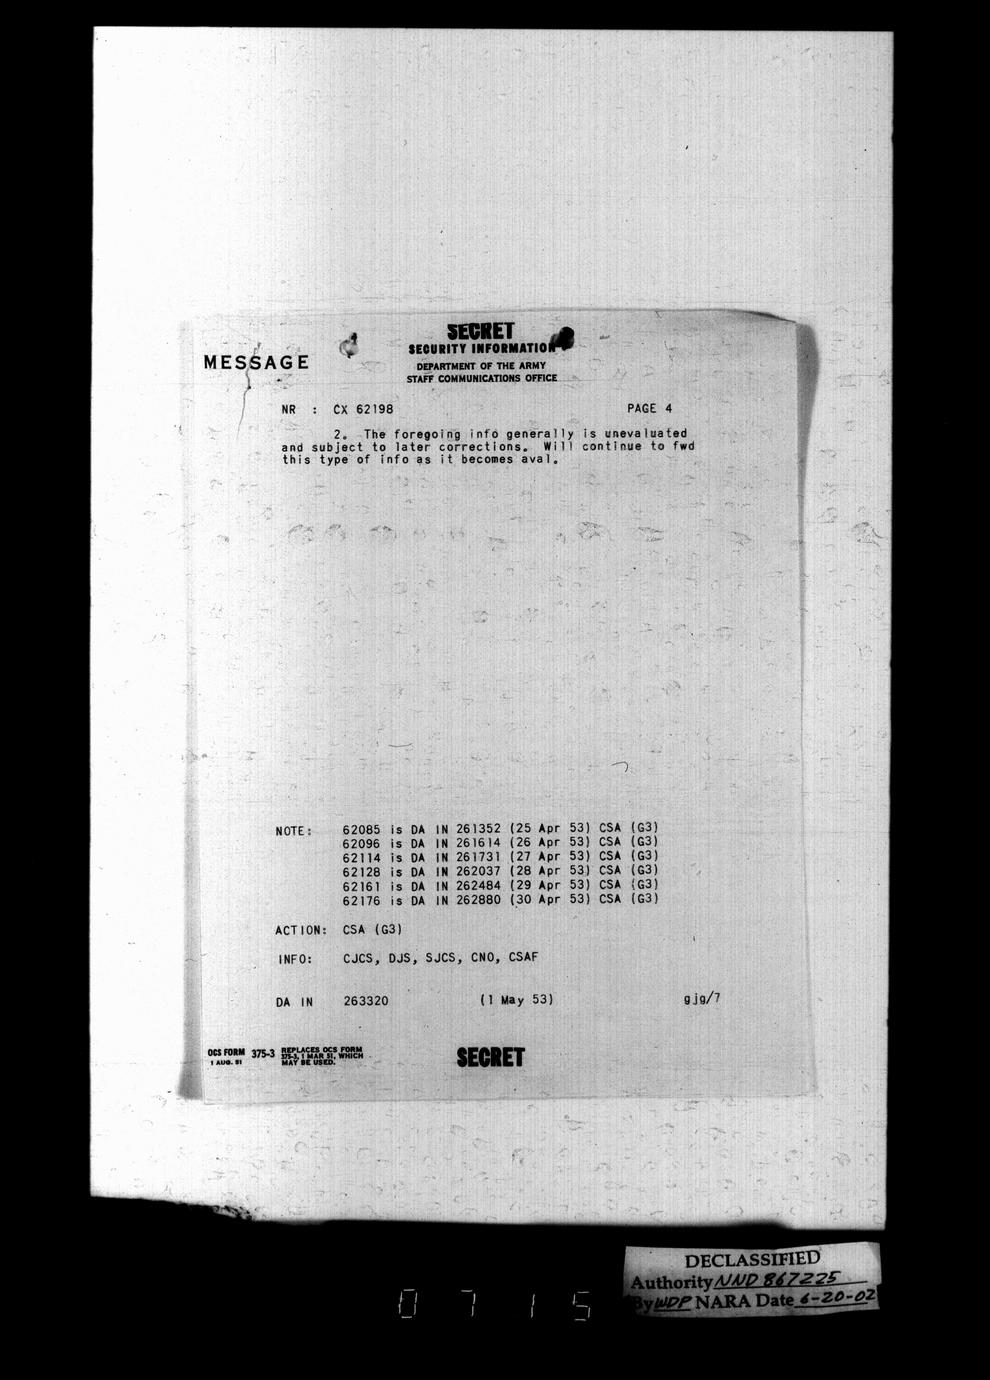 SECRET
SECURITY INFORMATION
MESSAGE
DEPARTMENT OF THE ARMY
STAFF COMMUNICATIONS OFFICE
NR : CX 62198 PAGE 4
2. The foregoing info generally is unevaluated
and subject to later corrections. Will continue to fwd
this type of info as it becomes aval.
NOTE: 62085 is DA IN 261352 (25 Apr 53) CSA (G3)
62096 is DA IN 261614 (26 Apr 53) CSA (G3)
62114 is DA IN 261731 (27 Apr 53) CSA (G3)
62128 is DA IN 262037 (28 Apr 53) CSA (G3)
62161 is DA IN 262484 (29 Apr 53) CSA (G3)
62176 is DA IN 262880 (30 Apr 53) CSA (G3)
ACTION: CSA (G3)
INFO: CJCS, DJS, SJCS, CNO, CSAF
DA IN 263320 (1 May 53) gjg/7
OCS FORM 375-3 REPLACES OCS FORM
1 AUG. 51 375-3, 1 MAR 51, WHICH
MAY BE USED.
SECRET
DECLASSIFIED
Authority NND 867225
By WDP NARA Date 6-20-02
0715